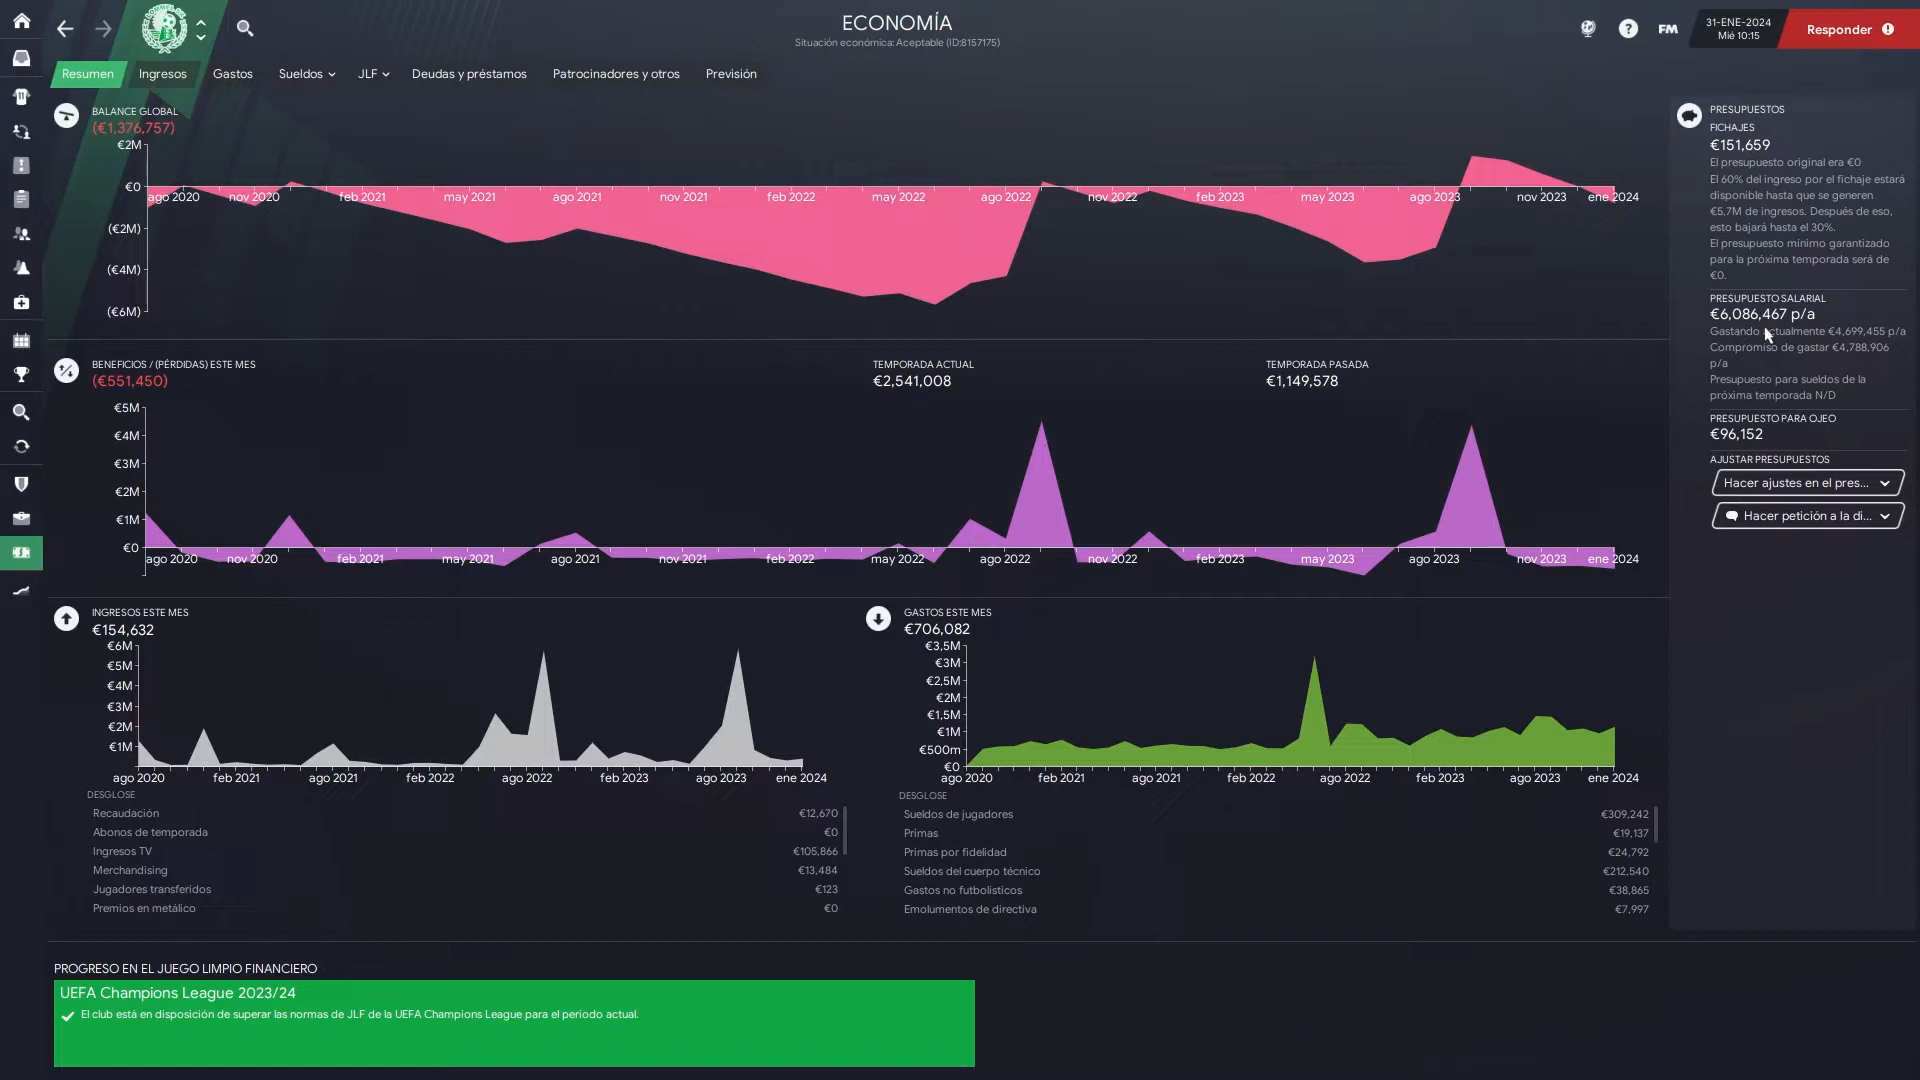 ECONOMÍA
Situación económica: Aceptable (ID:8157175)
FM
31-ENE-2024
Mié 10:15
Responder
Resumen
Ingresos
Gastos
Sueldos
JLF
Deudas y préstamos
Patrocinadores y otros
Previsión
BALANCE GLOBAL
(€1,376,757)
€2M
€0
(€2M)
(€4M)
(€6M)
ago 2020 nov 2020 feb 2021 may 2021 ago 2021 nov 2021 feb 2022 may 2022 ago 2022 nov 2022 feb 2023 may 2023 ago 2023 nov 2023 ene 2024
BENEFICIOS / (PÉRDIDAS) ESTE MES
(€551,450)
TEMPORADA ACTUAL
€2,541,008
TEMPORADA PASADA
€1,149,578
€5M
€4M
€3M
€2M
€1M
€0
ago 2020 nov 2020 feb 2021 may 2021 ago 2021 nov 2021 feb 2022 may 2022 ago 2022 nov 2022 feb 2023 may 2023 ago 2023 nov 2023 ene 2024
INGRESOS ESTE MES
€154,632
€6M
€5M
€4M
€3M
€2M
€1M
ago 2020 feb 2021 ago 2021 feb 2022 ago 2022 feb 2023 ago 2023 ene 2024
DESGLOSE
Recaudación €12,670
Abonos de temporada €0
Ingresos TV €105,866
Merchandising €13,484
Jugadores transferidos €123
Premios en metálico €0
GASTOS ESTE MES
€706,082
€3,5M
€3M
€2,5M
€2M
€1,5M
€1M
€500m
€0
ago 2020 feb 2021 ago 2021 feb 2022 ago 2022 feb 2023 ago 2023 ene 2024
DESGLOSE
Sueldos de jugadores €309,242
Primas €19,137
Primas por fidelidad €24,792
Sueldos del cuerpo técnico €212,540
Gastos no futbolísticos €38,865
Emolumentos de directiva €7,997
PRESUPUESTOS
FICHAJES
€151,659
El presupuesto original era €0
El 60% del ingreso por el fichaje estará
disponible hasta que se generen
€5,7M de ingresos. Después de eso,
esto bajará hasta el 30%.
El presupuesto mínimo garantizado
para la próxima temporada será de
€0.
PRESUPUESTO SALARIAL
€6,086,467 p/a
Gastando actualmente €4,699,455 p/a
Compromiso de gastar €4,788,906
p/a
Presupuesto para sueldos de la
próxima temporada N/D
PRESUPUESTO PARA OJEO
€96,152
AJUSTAR PRESUPUESTOS
Hacer ajustes en el pres...
Hacer petición a la di...
PROGRESO EN EL JUEGO LIMPIO FINANCIERO
UEFA Champions League 2023/24
El club está en disposición de superar las normas de JLF de la UEFA Champions League para el periodo actual.